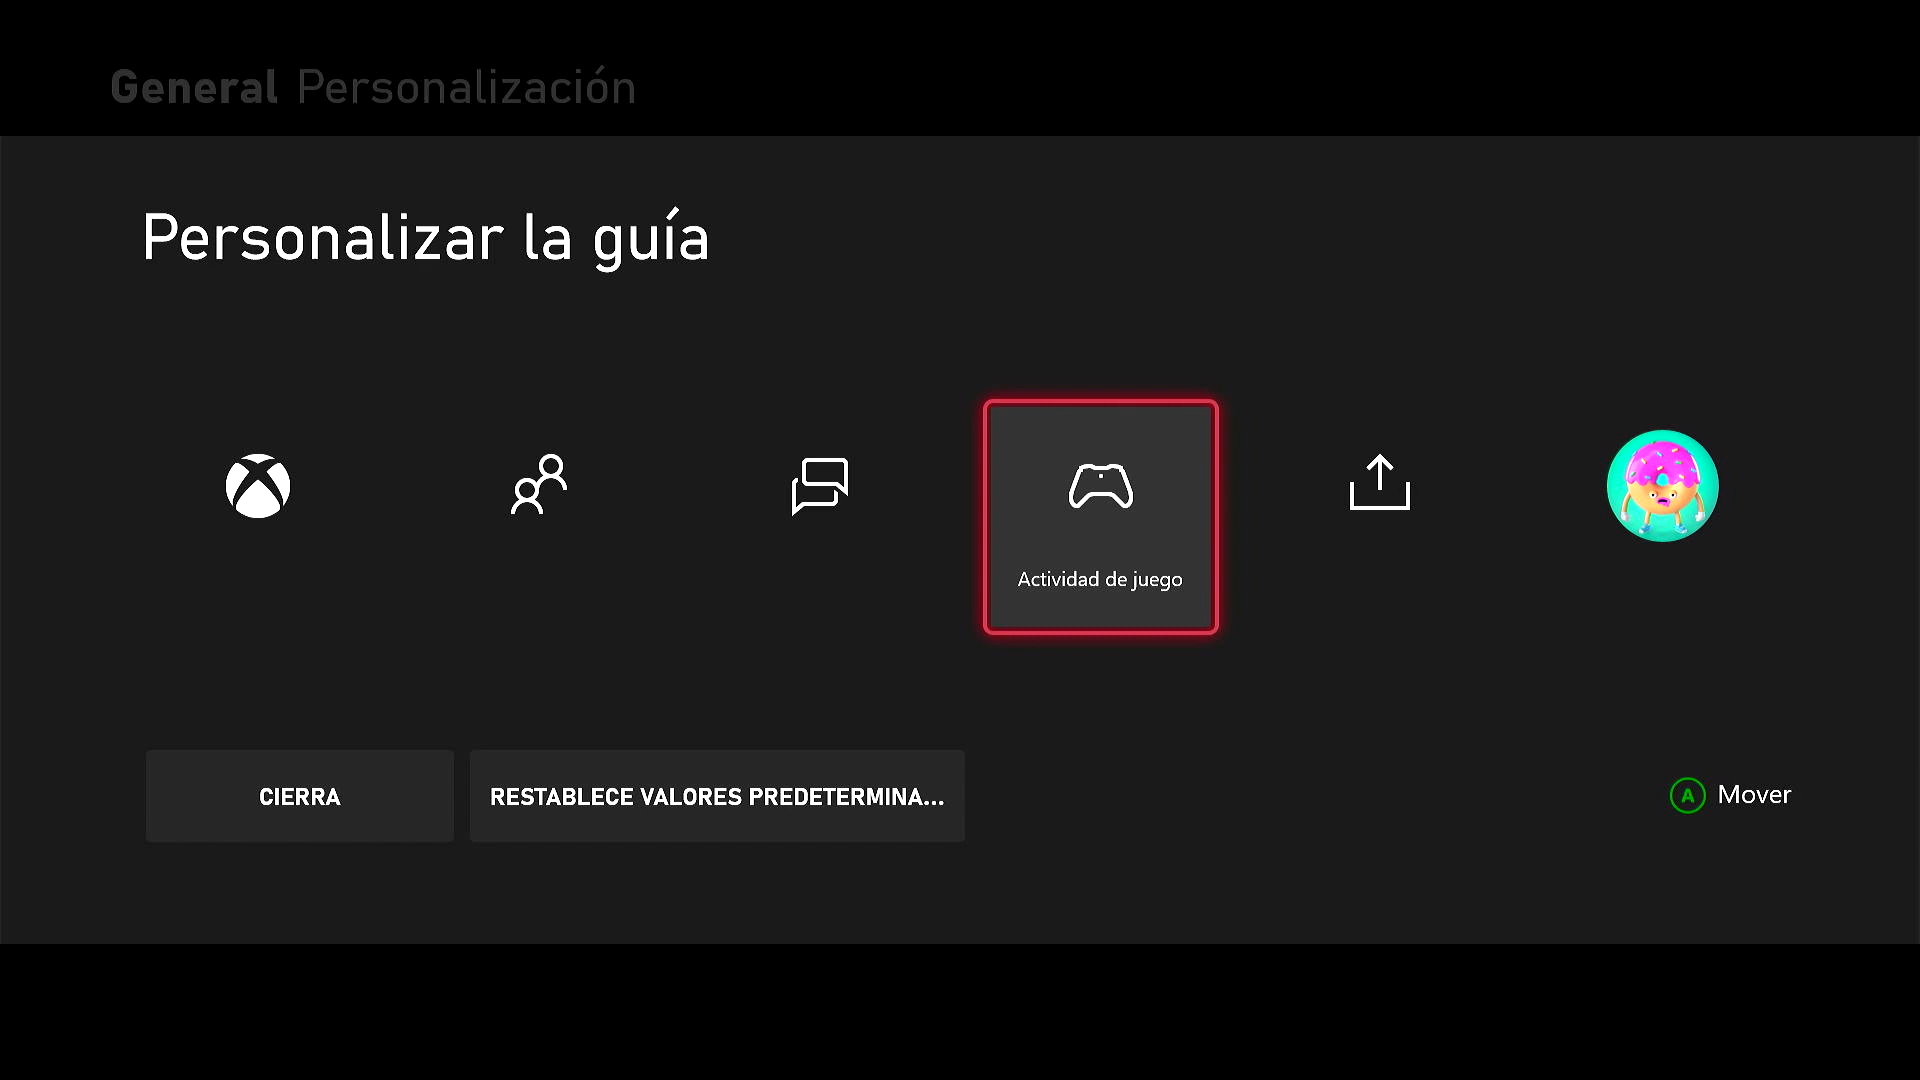 General Personalización
Personalizar la guía
Actividad de juego
CIERRA
RESTABLECE VALORES PREDETERMINA...
A Mover